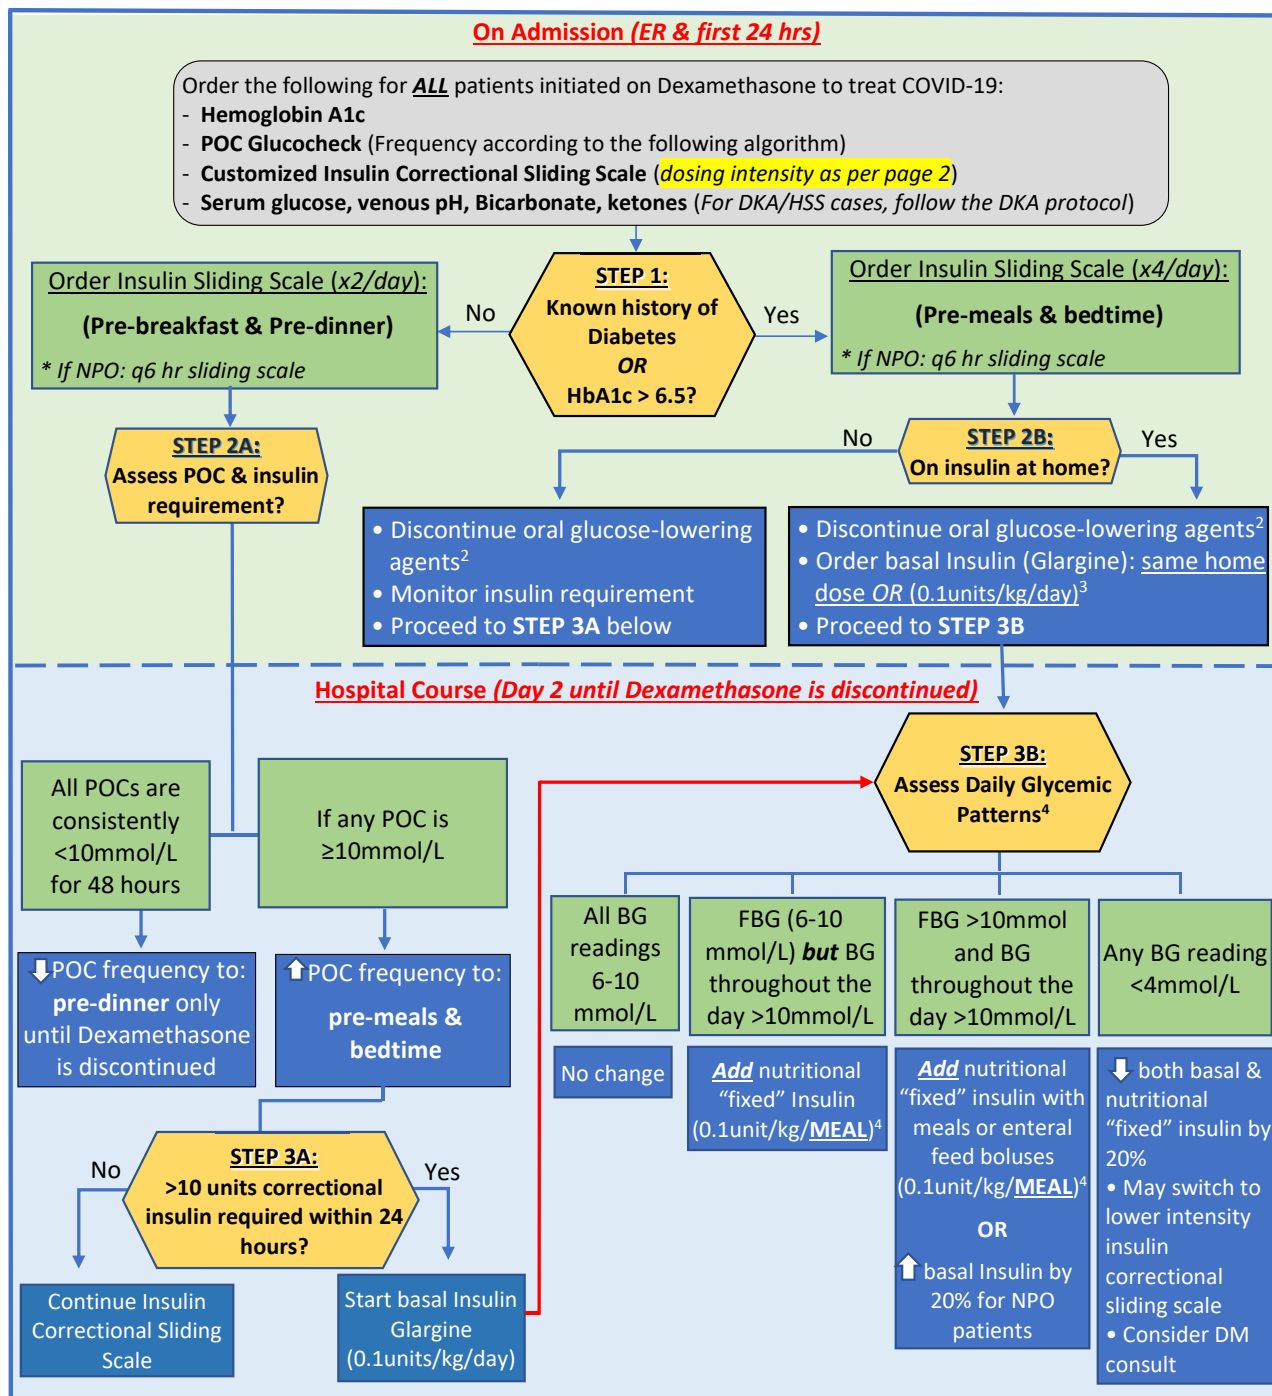 On Admission (ER & first 24 hrs)
Order the following for ALL patients initiated on Dexamethasone to treat COVID-19:
- Hemoglobin A1c
- POC Glucocheck (Frequency according to the following algorithm)
- Customized Insulin Correctional Sliding Scale (dosing intensity as per page 2)
- Serum glucose, venous pH, Bicarbonate, ketones (For DKA/HSS cases, follow the DKA protocol)
Order Insulin Sliding Scale (x2/day):
(Pre-breakfast & Pre-dinner)
* If NPO: q6 hr sliding scale
No
STEP 1:
Known history of
Diabetes
OR
HbA1c > 6.5?
Yes
Order Insulin Sliding Scale (x4/day):
(Pre-meals & bedtime)
* If NPO: q6 hr sliding scale
STEP 2A:
Assess POC & insulin
requirement?
No
STEP 2B:
On insulin at home?
Yes
• Discontinue oral glucose-lowering
agents2
• Monitor insulin requirement
• Proceed to STEP 3A below
• Discontinue oral glucose-lowering agents2
• Order basal Insulin (Glargine): same home
dose OR (0.1units/kg/day)3
• Proceed to STEP 3B
Hospital Course (Day 2 until Dexamethasone is discontinued)
All POCs are
consistently
<10mmol/L
for 48 hours
If any POC is
≥10mmol/L
POC frequency to:
pre-dinner only
until Dexamethasone
is discontinued
POC frequency to:
pre-meals &
bedtime
No
STEP 3A:
>10 units correctional
insulin required within 24
hours?
Yes
Continue Insulin
Correctional Sliding
Scale
Start basal Insulin
Glargine
(0.1units/kg/day)
STEP 3B:
Assess Daily Glycemic
Patterns4
All BG
readings
6-10
mmol/L
FBG (6-10
mmol/L) but BG
throughout the
day >10mmol/L
FBG >10mmol
and BG
throughout the
day >10mmol/L
Any BG reading
<4mmol/L
No change
Add nutritional
“fixed” Insulin
(0.1unit/kg/MEAL)4
Add nutritional
“fixed” insulin with
meals or enteral
feed boluses
(0.1unit/kg/MEAL)4
OR
basal Insulin by
20% for NPO
patients
both basal &
nutritional
“fixed” insulin by
20%
• May switch to
lower intensity
insulin
correctional
sliding scale
• Consider DM
consult